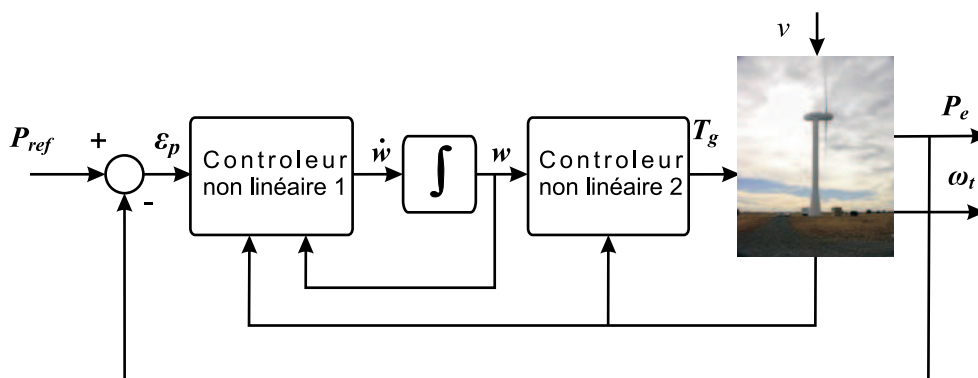 v
P_ref
+
-
ε_p
Controleur
non linéaire 1
ẇ
∫
w
Controleur
non linéaire 2
T_g
P_e
ω_t